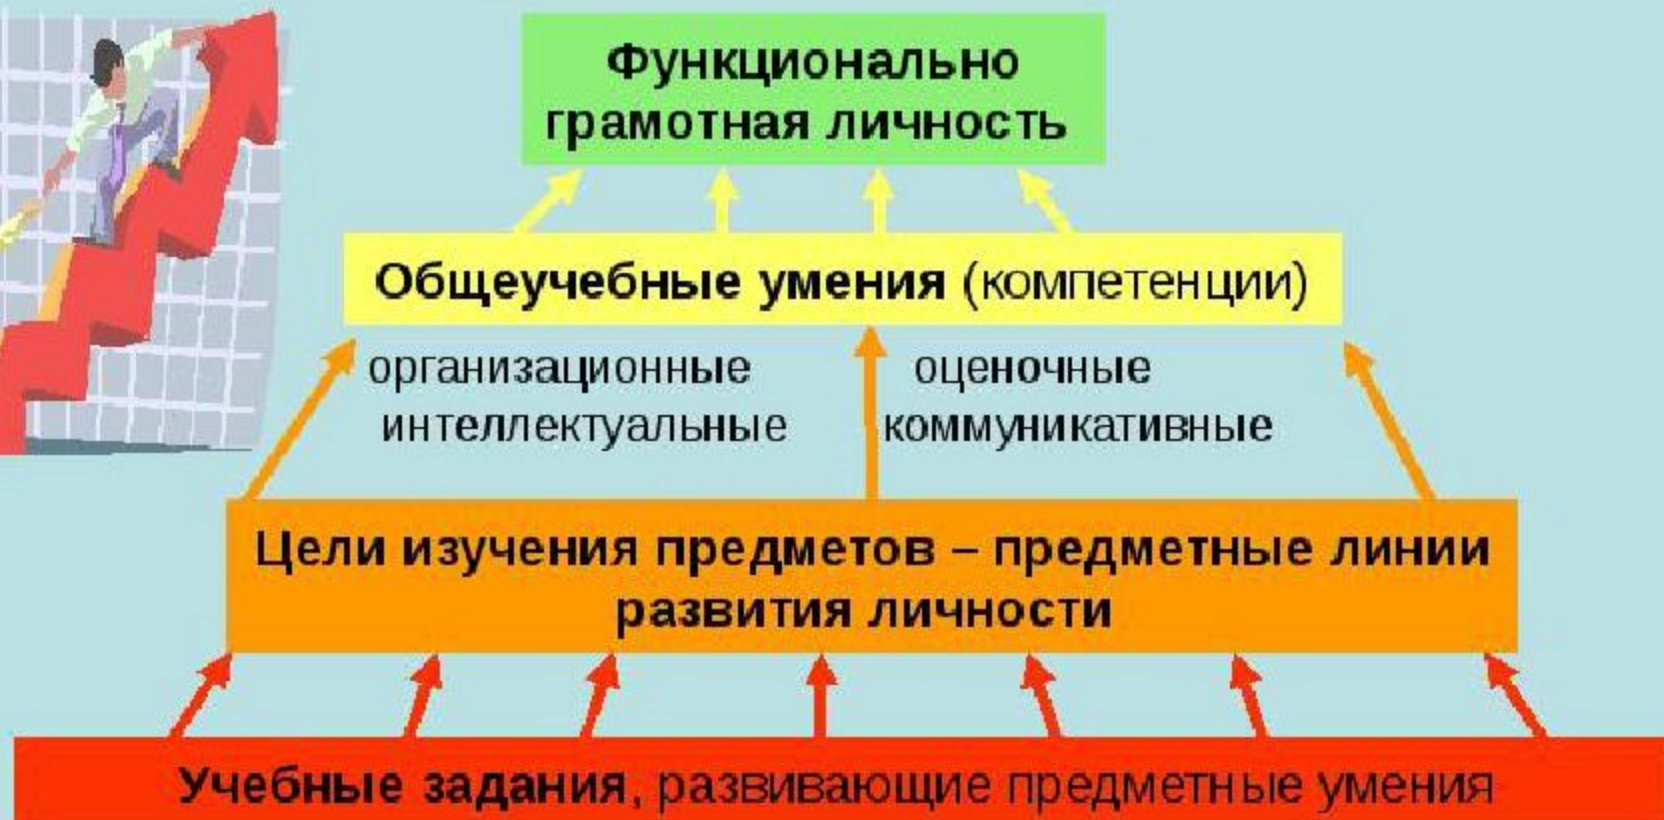 Функционально
грамотная личность
Общеучебные умения (компетенции)
организационные оценочные
интеллектуальные коммуникативные
Цели изучения предметов – предметные линии
развития личности
Учебные задания, развивающие предметные умения